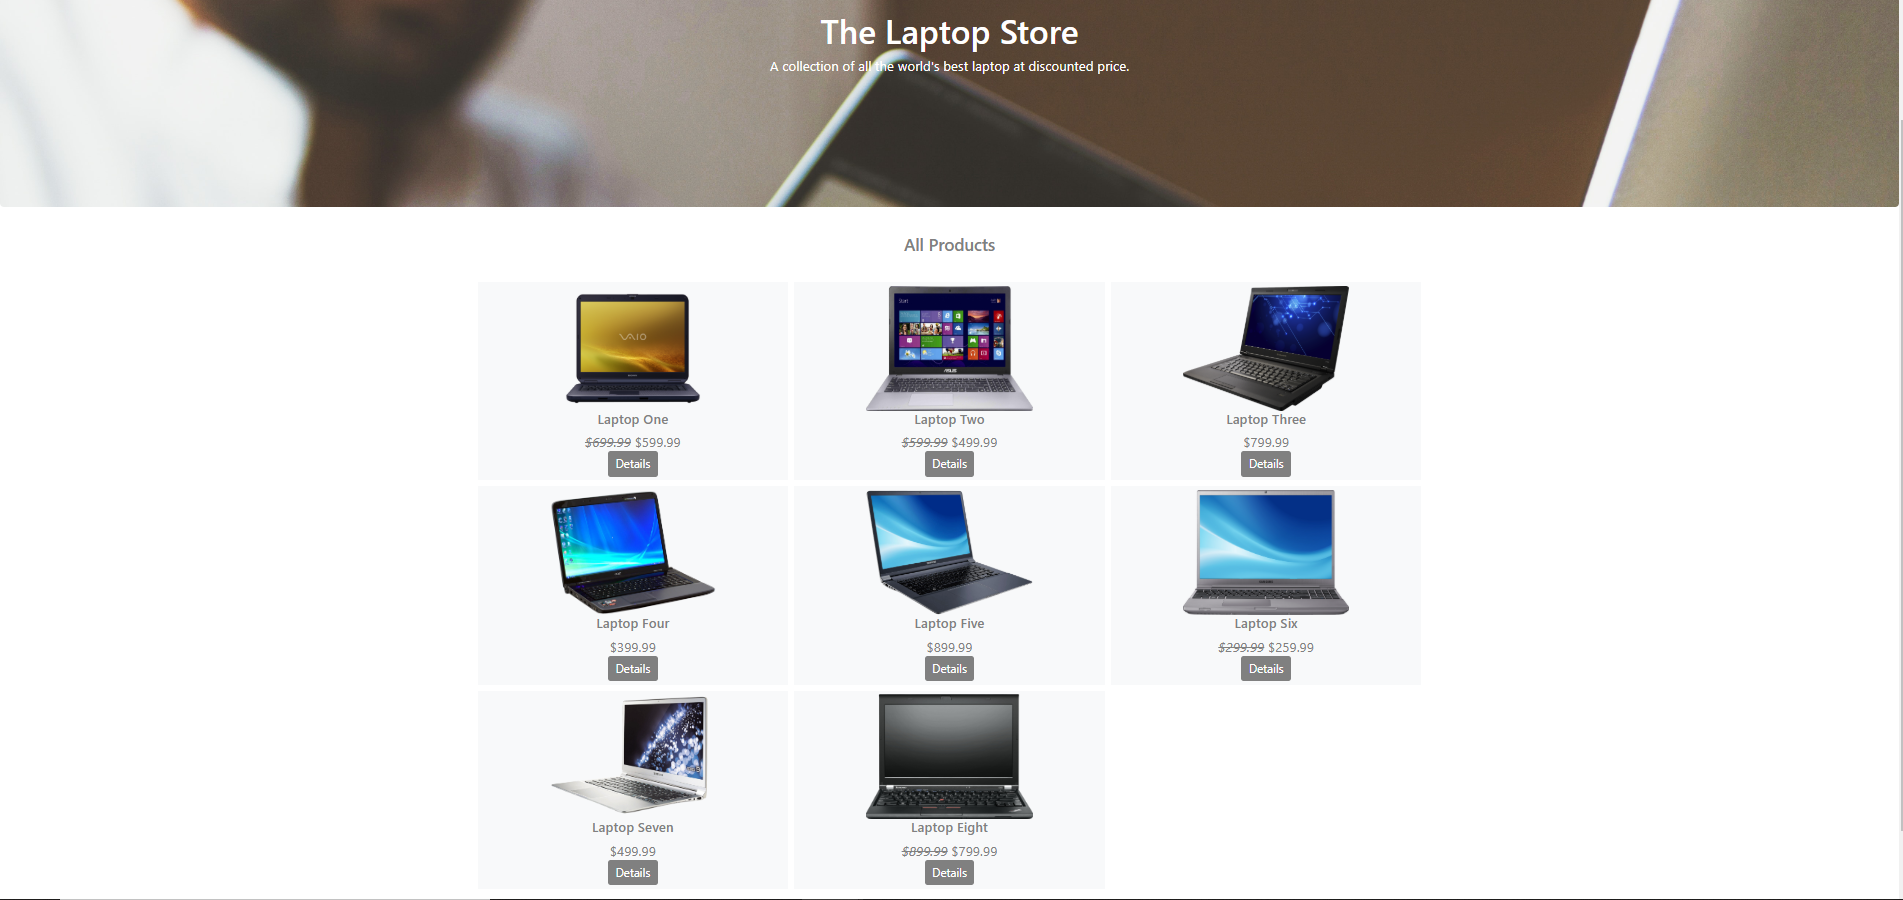 The Laptop Store
A collection of all the world's best laptop at discounted price.
All Products
VAIO
Laptop One
$699.99 $599.99
Details
Start
ASUS
Laptop Two
$599.99 $499.99
Details
Laptop Three
$799.99
Details
Laptop Four
$399.99
Details
Laptop Five
$899.99
Details
Laptop Six
$299.99 $259.99
Details
Laptop Seven
$499.99
Details
Laptop Eight
$899.99 $799.99
Details